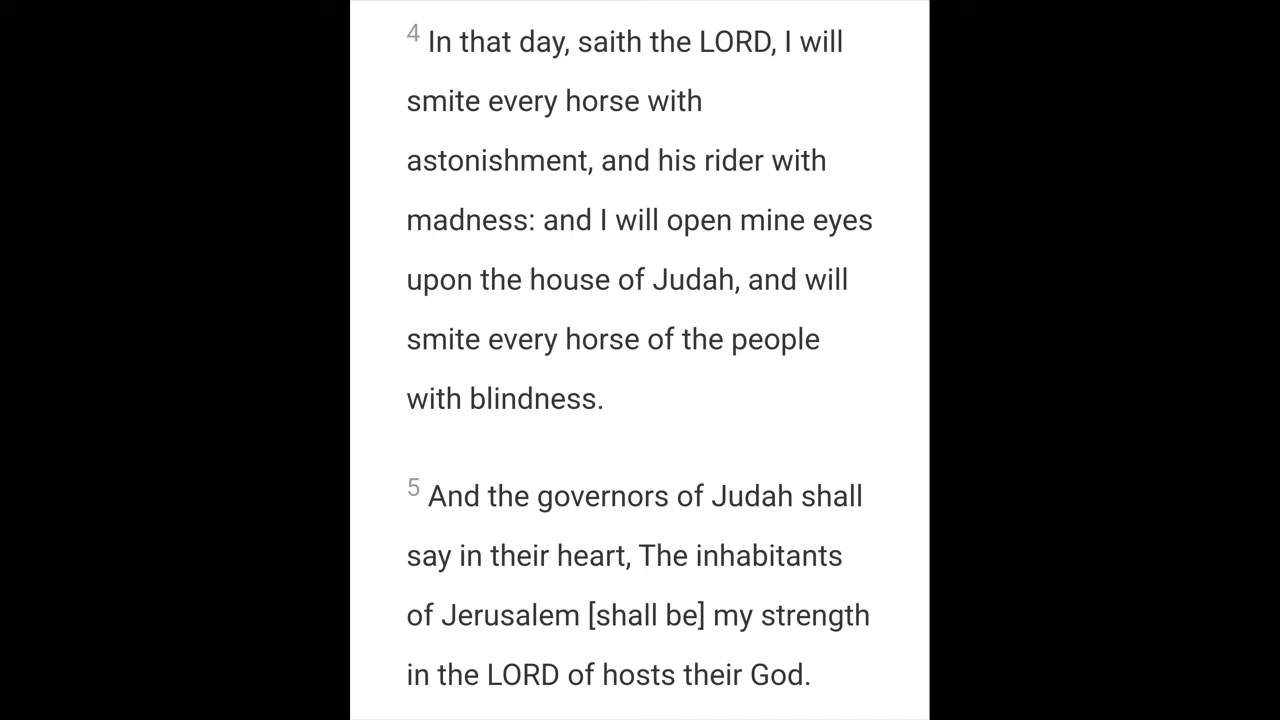 4 In that day, saith the LORD, I will
smite every horse with
astonishment, and his rider with
madness: and I will open mine eyes
upon the house of Judah, and will
smite every horse of the people
with blindness.
5 And the governors of Judah shall
say in their heart, The inhabitants
of Jerusalem [shall be] my strength
in the LORD of hosts their God.